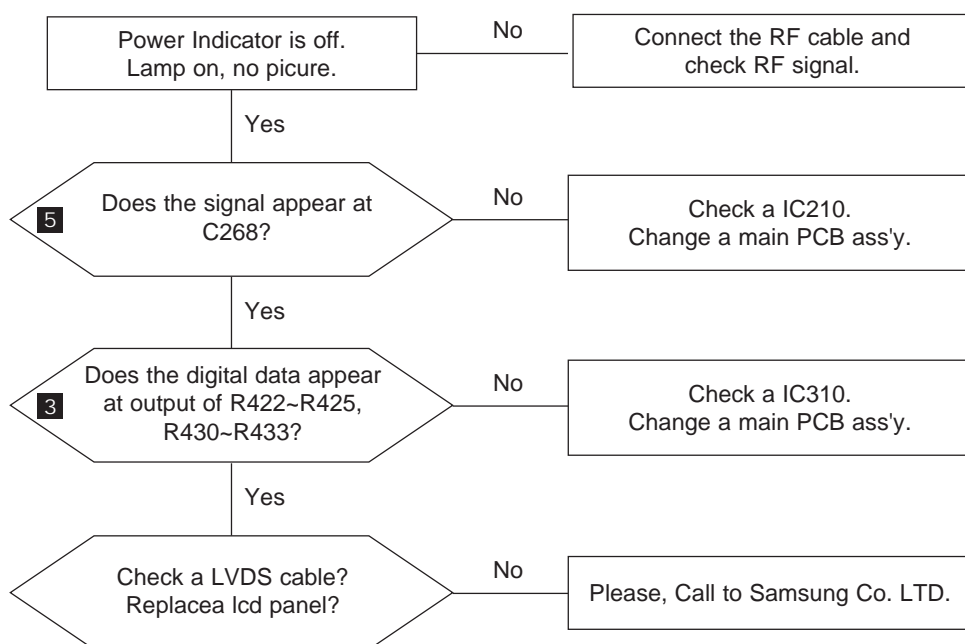 Power Indicator is off.
Lamp on, no picure.
No
Connect the RF cable and
check RF signal.
Yes
5
Does the signal appear at
C268?
No
Check a IC210.
Change a main PCB ass'y.
Yes
3
Does the digital data appear
at output of R422~R425,
R430~R433?
No
Check a IC310.
Change a main PCB ass'y.
Yes
Check a LVDS cable?
Replacea lcd panel?
No
Please, Call to Samsung Co. LTD.